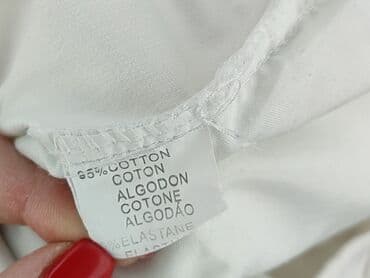 95% COTTON
COTON
ALGODON
COTONE
ALGODÃO
%ELASTANE